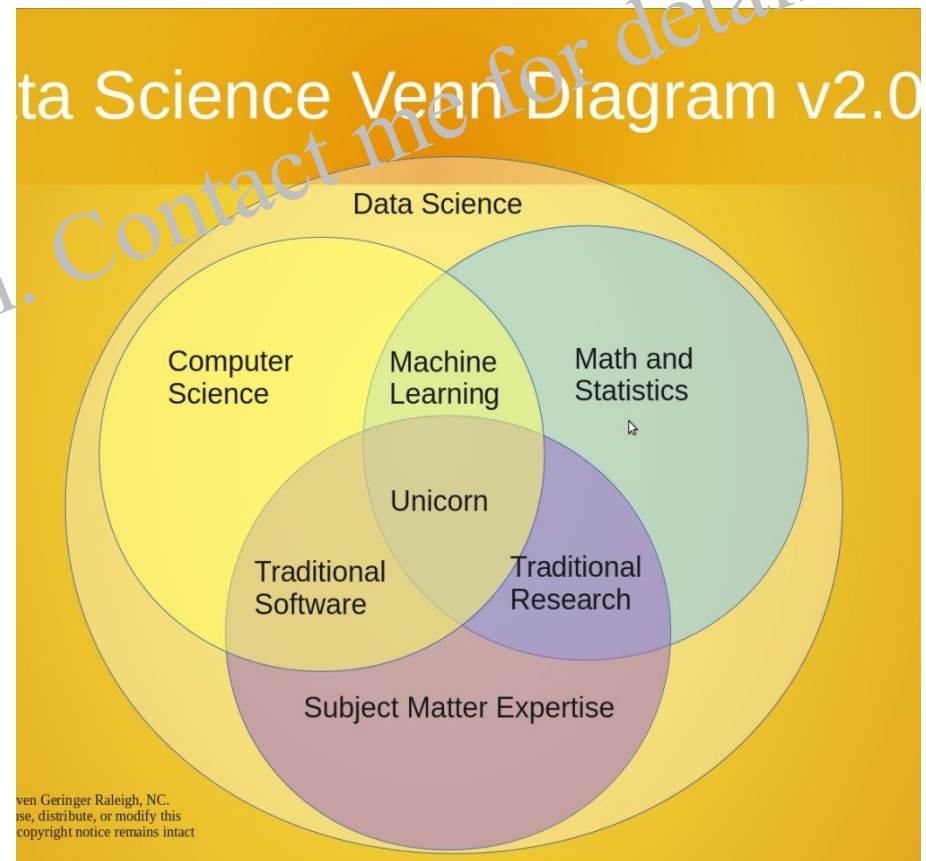 ta Science Venn Diagram v2.0
. Contact me for detail
Data Science
Computer
Science
Machine
Learning
Math and
Statistics
Unicorn
Traditional
Software
Traditional
Research
Subject Matter Expertise
ven Geringer Raleigh, NC.
use, distribute, or modify this
copyright notice remains intact